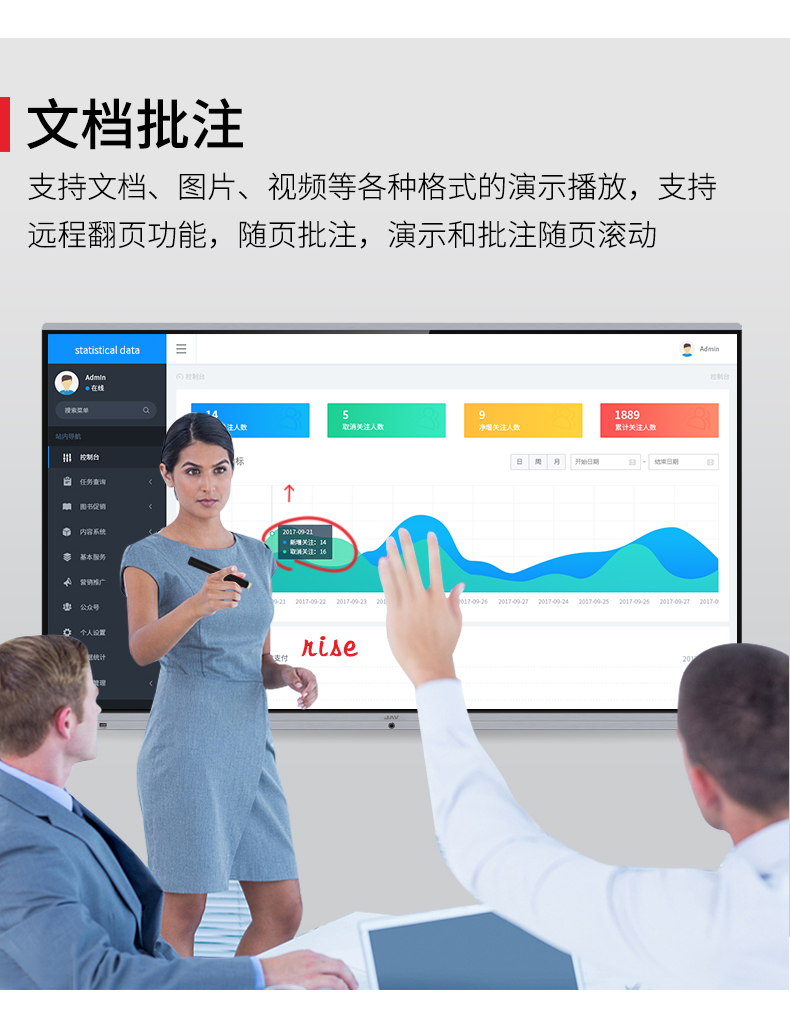 文档批注
支持文档、图片、视频等各种格式的演示播放，支持
远程翻页功能，随页批注，演示和批注随页滚动
statistical data
Admin
Admin
在线
搜索菜单
控制台
控制台
站内导航
控制台
任务查询
图书促销
内容系统
基本服务
营销推广
公众号
个人设置
统计
管理
14
注人数
5
取消关注人数
9
净增关注人数
1889
累计关注人数
标
日 周 月 开始日期 - 结束日期
2017-09-21
新增关注：14
取消关注：16
9-21 2017-09-22 2017-09-23 201 017-09-26 2017-09-27 2017-09-24 2017-09-25 2017-09-26 2017-09-27 2017-0
rise
支付
201
JAV